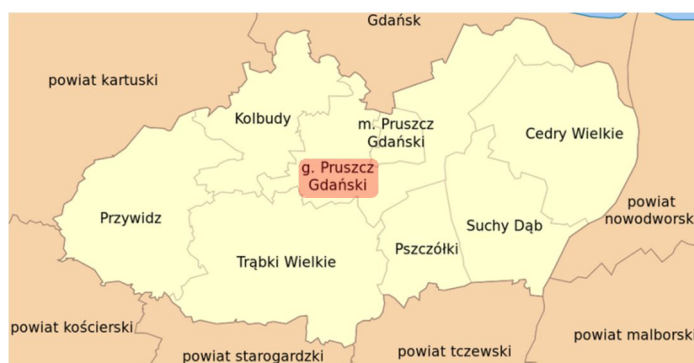 Gdańsk
powiat kartuski
Kolbudy
m. Pruszcz
Gdański
Cedry Wielkie
g. Pruszcz
Gdański
Przywidz
powiat
nowodworski
Suchy Dąb
Pszczółki
Trąbki Wielkie
powiat kościerski
powiat starogardzki
powiat tczewski
powiat malborski